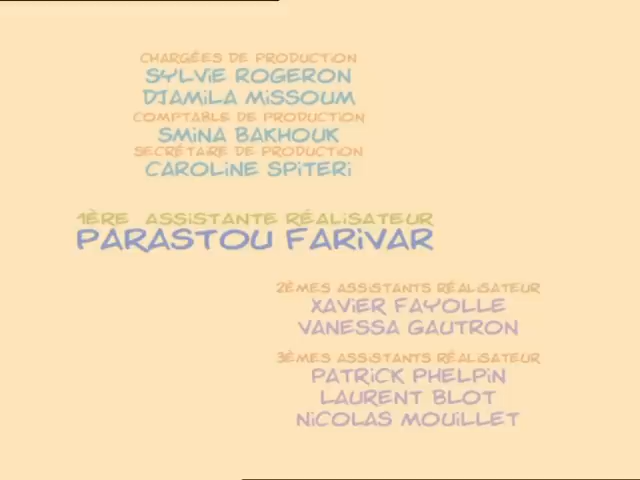 CHARGÉES DE PRODUCTION
SYLViE ROGERON
DJAMiLA MiSSOUM
COMPTABLE DE PRODUCTiON
SMiNA BAKHOUK
SECRÉTAiRE DE PRODUCTiON
CAROLiNE SPiTERi
1ÈRE ASSiSTANTE RÉALiSATEUR
PARASTOU FARiVAR
2ÈMES ASSiSTANTS RÉALiSATEUR
XAViER FAYOLLE
VANESSA GAUTRON
3ÈMES ASSiSTANTS RÉALiSATEUR
PATRiCK PHELPiN
LAURENT BLOT
NiCOLAS MOUiLLET